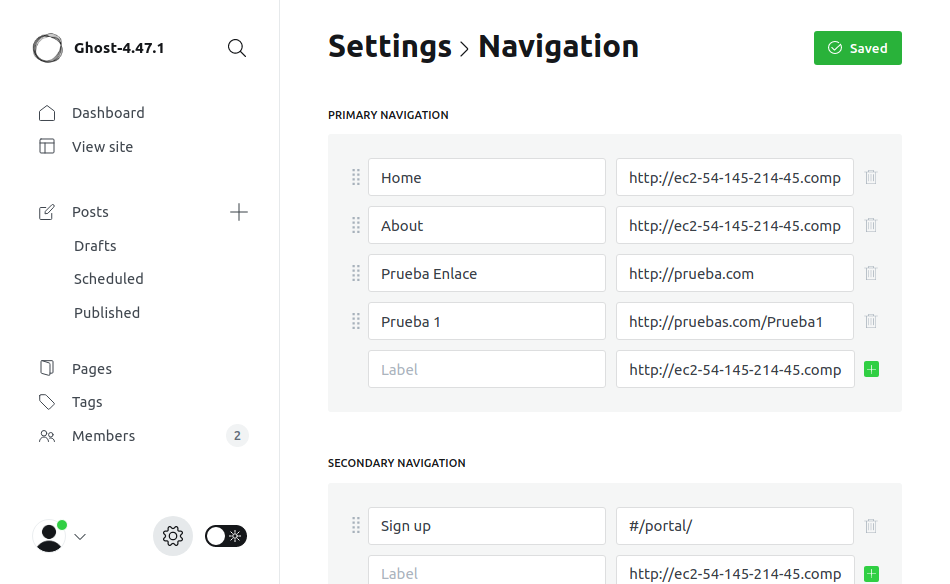 Ghost-4.47.1
Dashboard
View site
Posts
Drafts
Scheduled
Published
Pages
Tags
Members
2
Settings > Navigation
Saved
PRIMARY NAVIGATION
Home
http://ec2-54-145-214-45.comp
About
http://ec2-54-145-214-45.comp
Prueba Enlace
http://prueba.com
Prueba 1
http://pruebas.com/Prueba1
Label
http://ec2-54-145-214-45.comp
SECONDARY NAVIGATION
Sign up
#/portal/
Label
http://ec2-54-145-214-45.comp